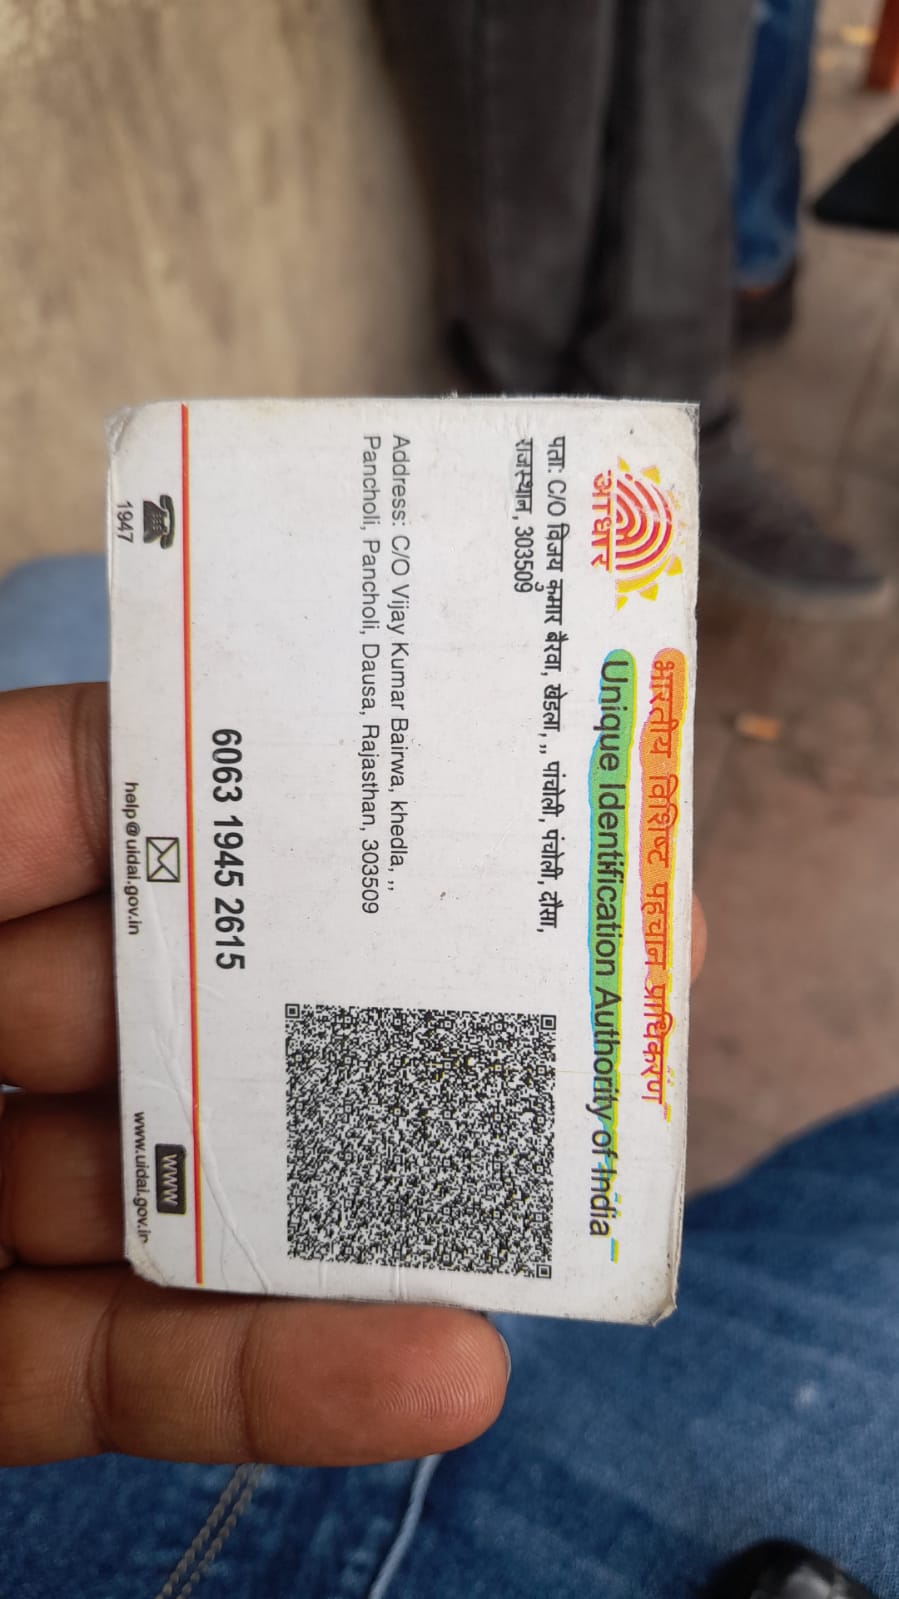 भारतीय विशिष्ट पहचान प्राधिकरण
Unique Identification Authority of India
आधार
पता: C/O विजय कुमार बैरवा, खेडला, ,, पांचोली, पंचोली, दौसा,
राजस्थान, 303509
Address: C/O Vijay Kumar Bairwa, khedla, ,,
Pancholi, Pancholi, Dausa, Rajasthan, 303509
6063 1945 2615
1947
help@uidai.gov.in
www
www.uidai.gov.in